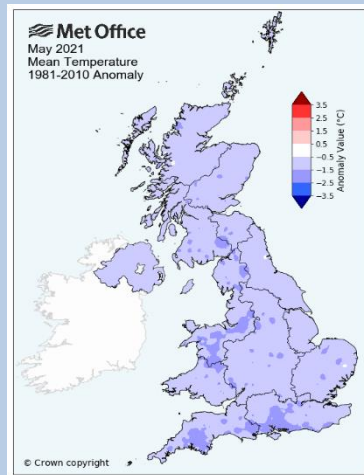 Met Office
May 2021
Mean Temperature
1981-2010 Anomaly
3.5
2.5
1.5
0.5
−0.5
−1.5
−2.5
−3.5
Anomaly Value (°C)
© Crown copyright